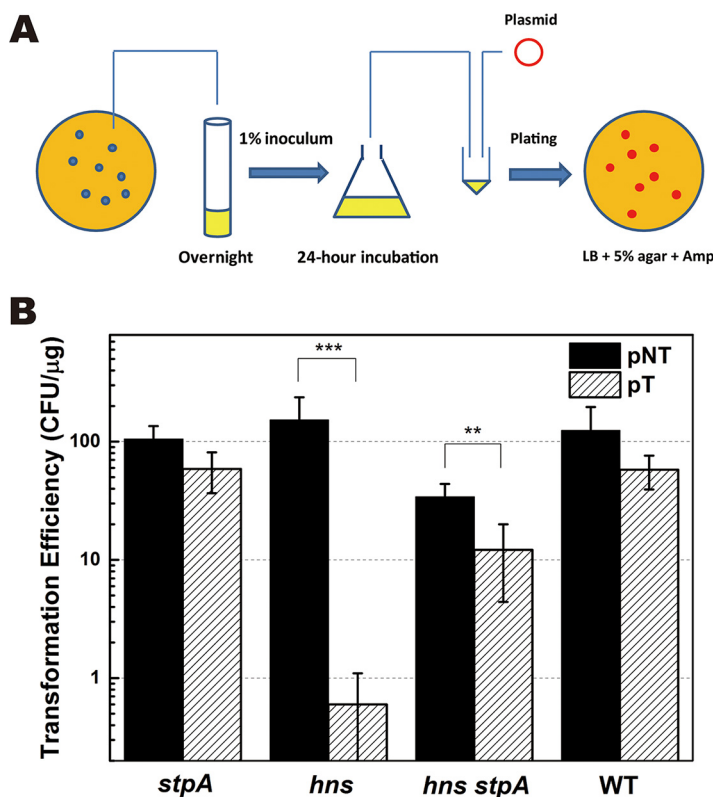 A
Plasmid
1% inoculum
Plating
Overnight
24-hour incubation
LB + 5% agar + Amp
B
Transformation Efficiency (CFU/μg)
100
10
1
***
**
pNT
pT
stpA
hns
hns stpA
WT